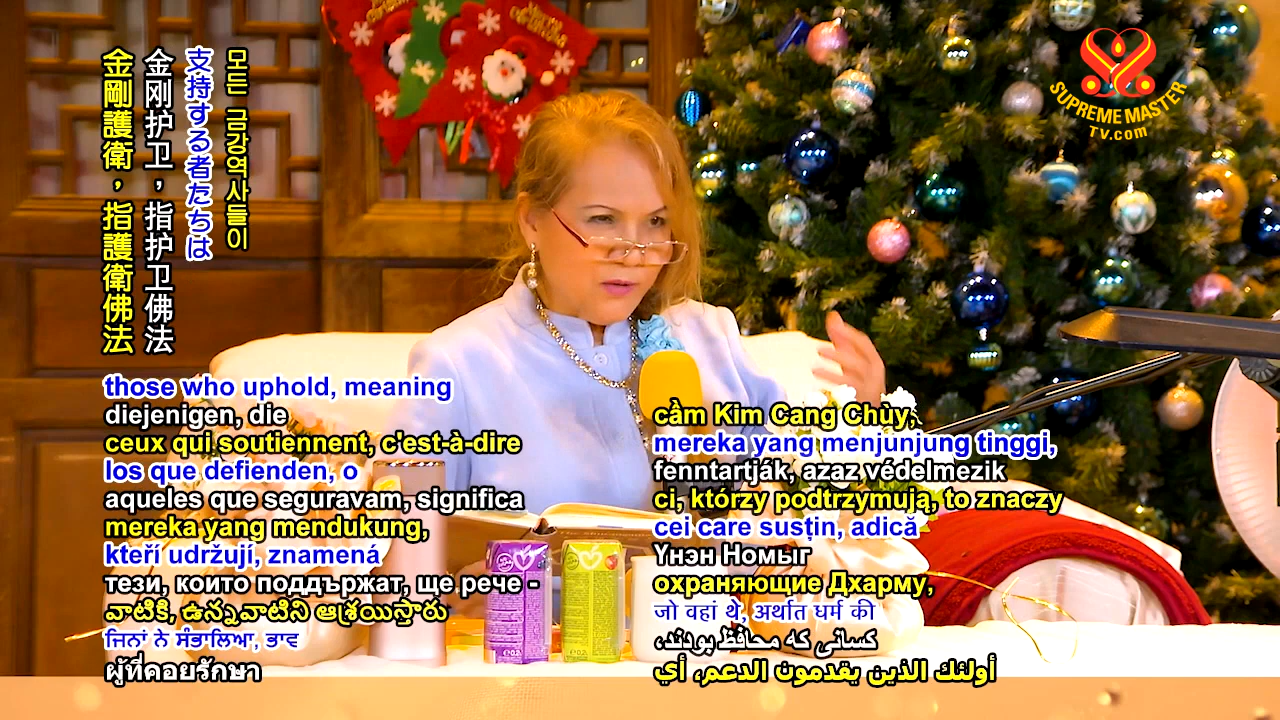 모든 금강역사들이
支持する者たちは
金刚护卫，指护卫佛法
金剛護衛，指護衛佛法
SUPREME MASTER
TV.com
those who uphold, meaning
diejenigen, die
ceux qui soutiennent, c'est-à-dire
los que defienden, o
aqueles que seguravam, significa
mereka yang mendukung,
kteří udržují, znamená
тези, които поддържат, ще рече -
వాటికి, ఉన్నవాటిని ఆశ్రయిస్తారు
ਜਿਨਾਂ ਨੇ ਸੰਭਾਲਿਆ, ਭਾਵ
ผู้ที่คอยรักษา
cầm Kim Cang Chùy,
mereka yang menjunjung tinggi,
fenntartják, azaz védelmezik
ci, którzy podtrzymują, to znaczy
cei care susțin, adică
Үнэн Номыг
охраняющие Дхарму,
जो वहां थे, अर्थात धर्म की
کسانی که محافظ بودند،
أولئك الذين يقدمون الدعم، أي